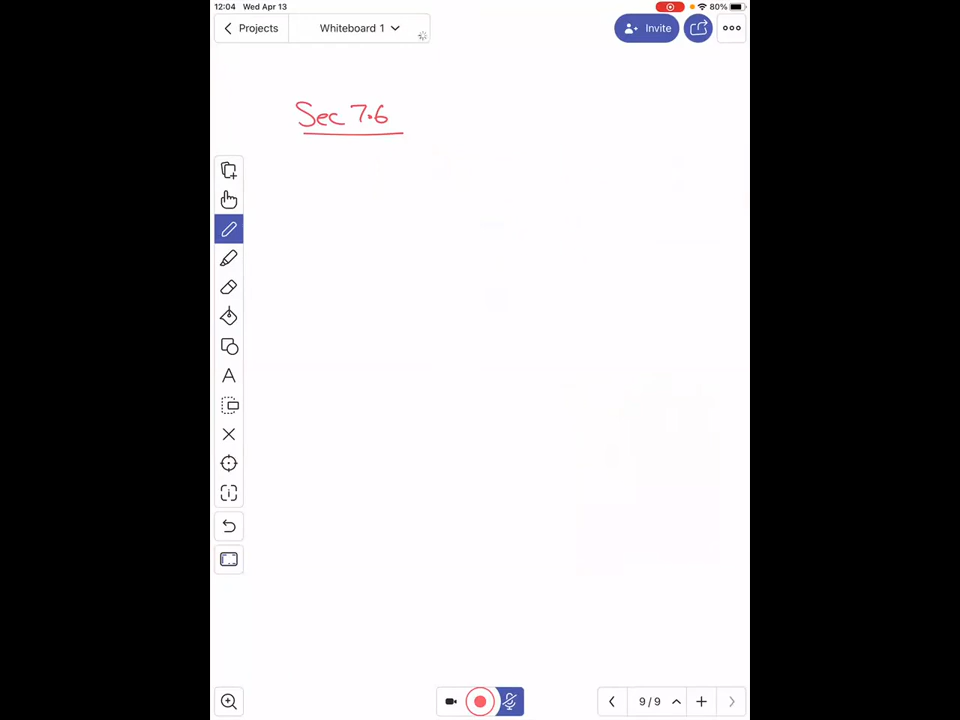 12:04 Wed Apr 13
80%
Projects
Whiteboard 1
Invite
Sec 7.6
A
9/9